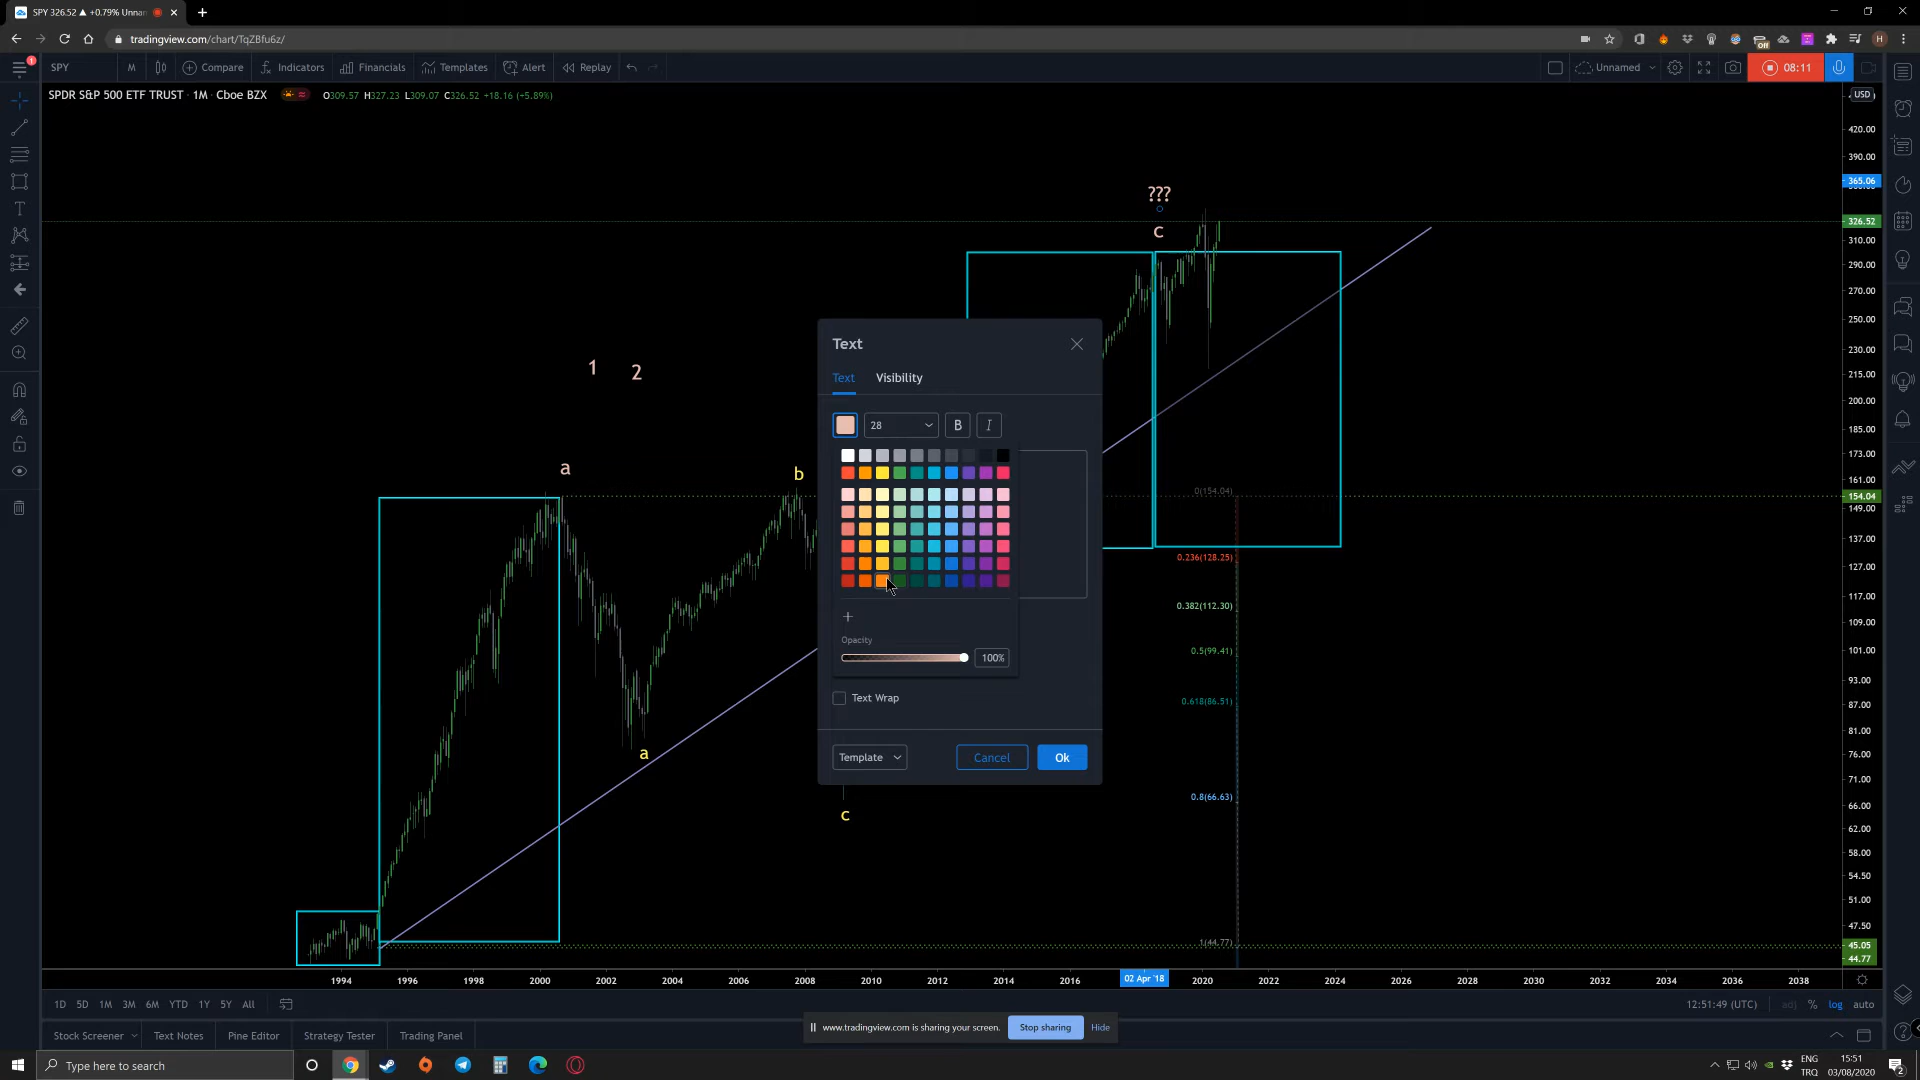 SPY 326.52 ▲ +0.79% Unnan
tradingview.com/chart/TqZBfu6z/
Off
H
1
SPY
M
Compare
Indicators
Financials
Templates
Alert
Replay
Unnamed
08:11
SPDR S&P 500 ETF TRUST · 1M · Cboe BZX
O309.57 H327.23 L309.07 C326.52 +18.16 (+5.89%)
USD
420.00
390.00
365.06
326.52
310.00
290.00
270.00
250.00
230.00
215.00
200.00
185.00
173.00
161.00
154.04
149.00
137.00
127.00
117.00
109.00
101.00
93.00
87.00
81.00
76.00
71.00
66.00
62.00
58.00
54.50
51.00
47.50
45.05
44.77
???
c
1
2
a
b
a
c
0(154.04)
0.236(128.25)
0.382(112.30)
0.5(99.41)
0.618(86.51)
0.8(66.63)
1(44.77)
Text
Text
Visibility
28
B
I
Opacity
100%
Text Wrap
Template
Cancel
Ok
1994
1996
1998
2000
2002
2004
2006
2008
2010
2012
2014
2016
02 Apr '18
2020
2022
2024
2026
2028
2030
2032
2034
2036
2038
1D 5D 1M 3M 6M YTD 1Y 5Y All
12:51:49 (UTC)
adj
%
log
auto
Stock Screener
Text Notes
Pine Editor
Strategy Tester
Trading Panel
www.tradingview.com is sharing your screen.
Stop sharing
Hide
Type here to search
ENG
TRQ
15:51
03/08/2020
2